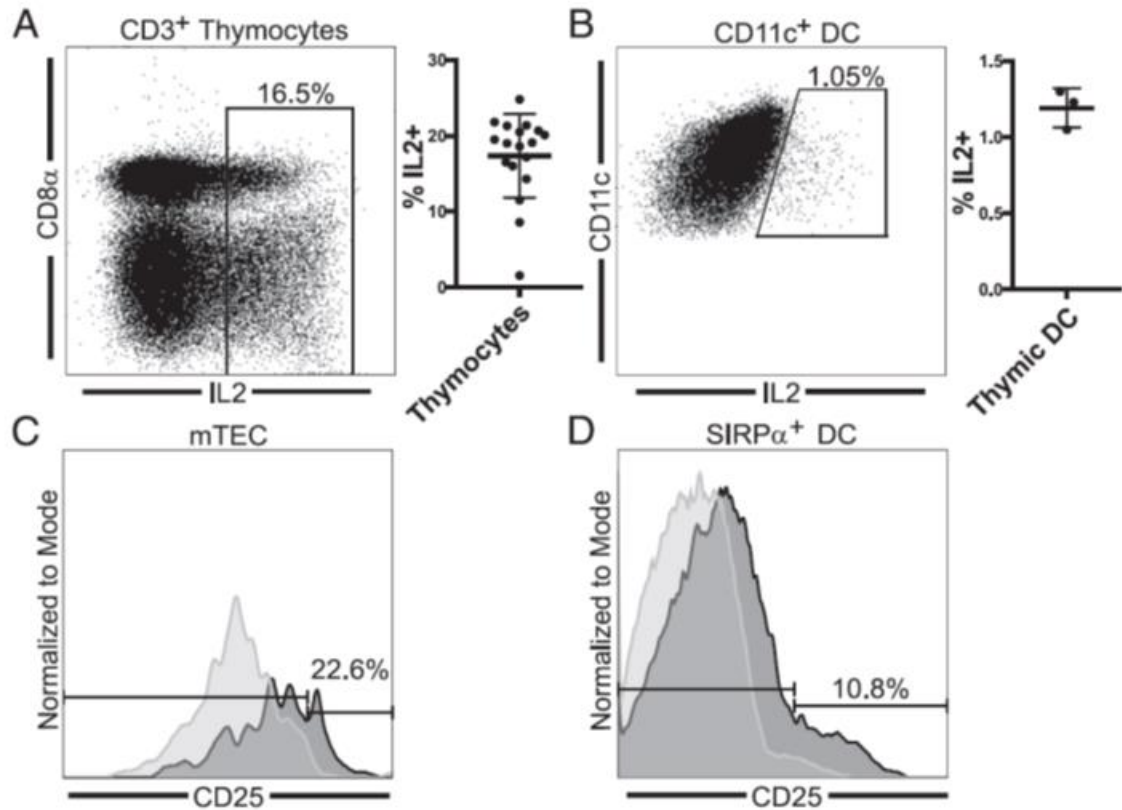 A
CD3+ Thymocytes
CD8α
16.5%
IL2
% IL2+
30
20
10
0
Thymocytes
B
CD11c+ DC
CD11c
1.05%
IL2
% IL2+
1.5
1.0
0.5
0.0
Thymic DC
C
mTEC
Normalized to Mode
22.6%
CD25
D
SIRPα+ DC
Normalized to Mode
10.8%
CD25